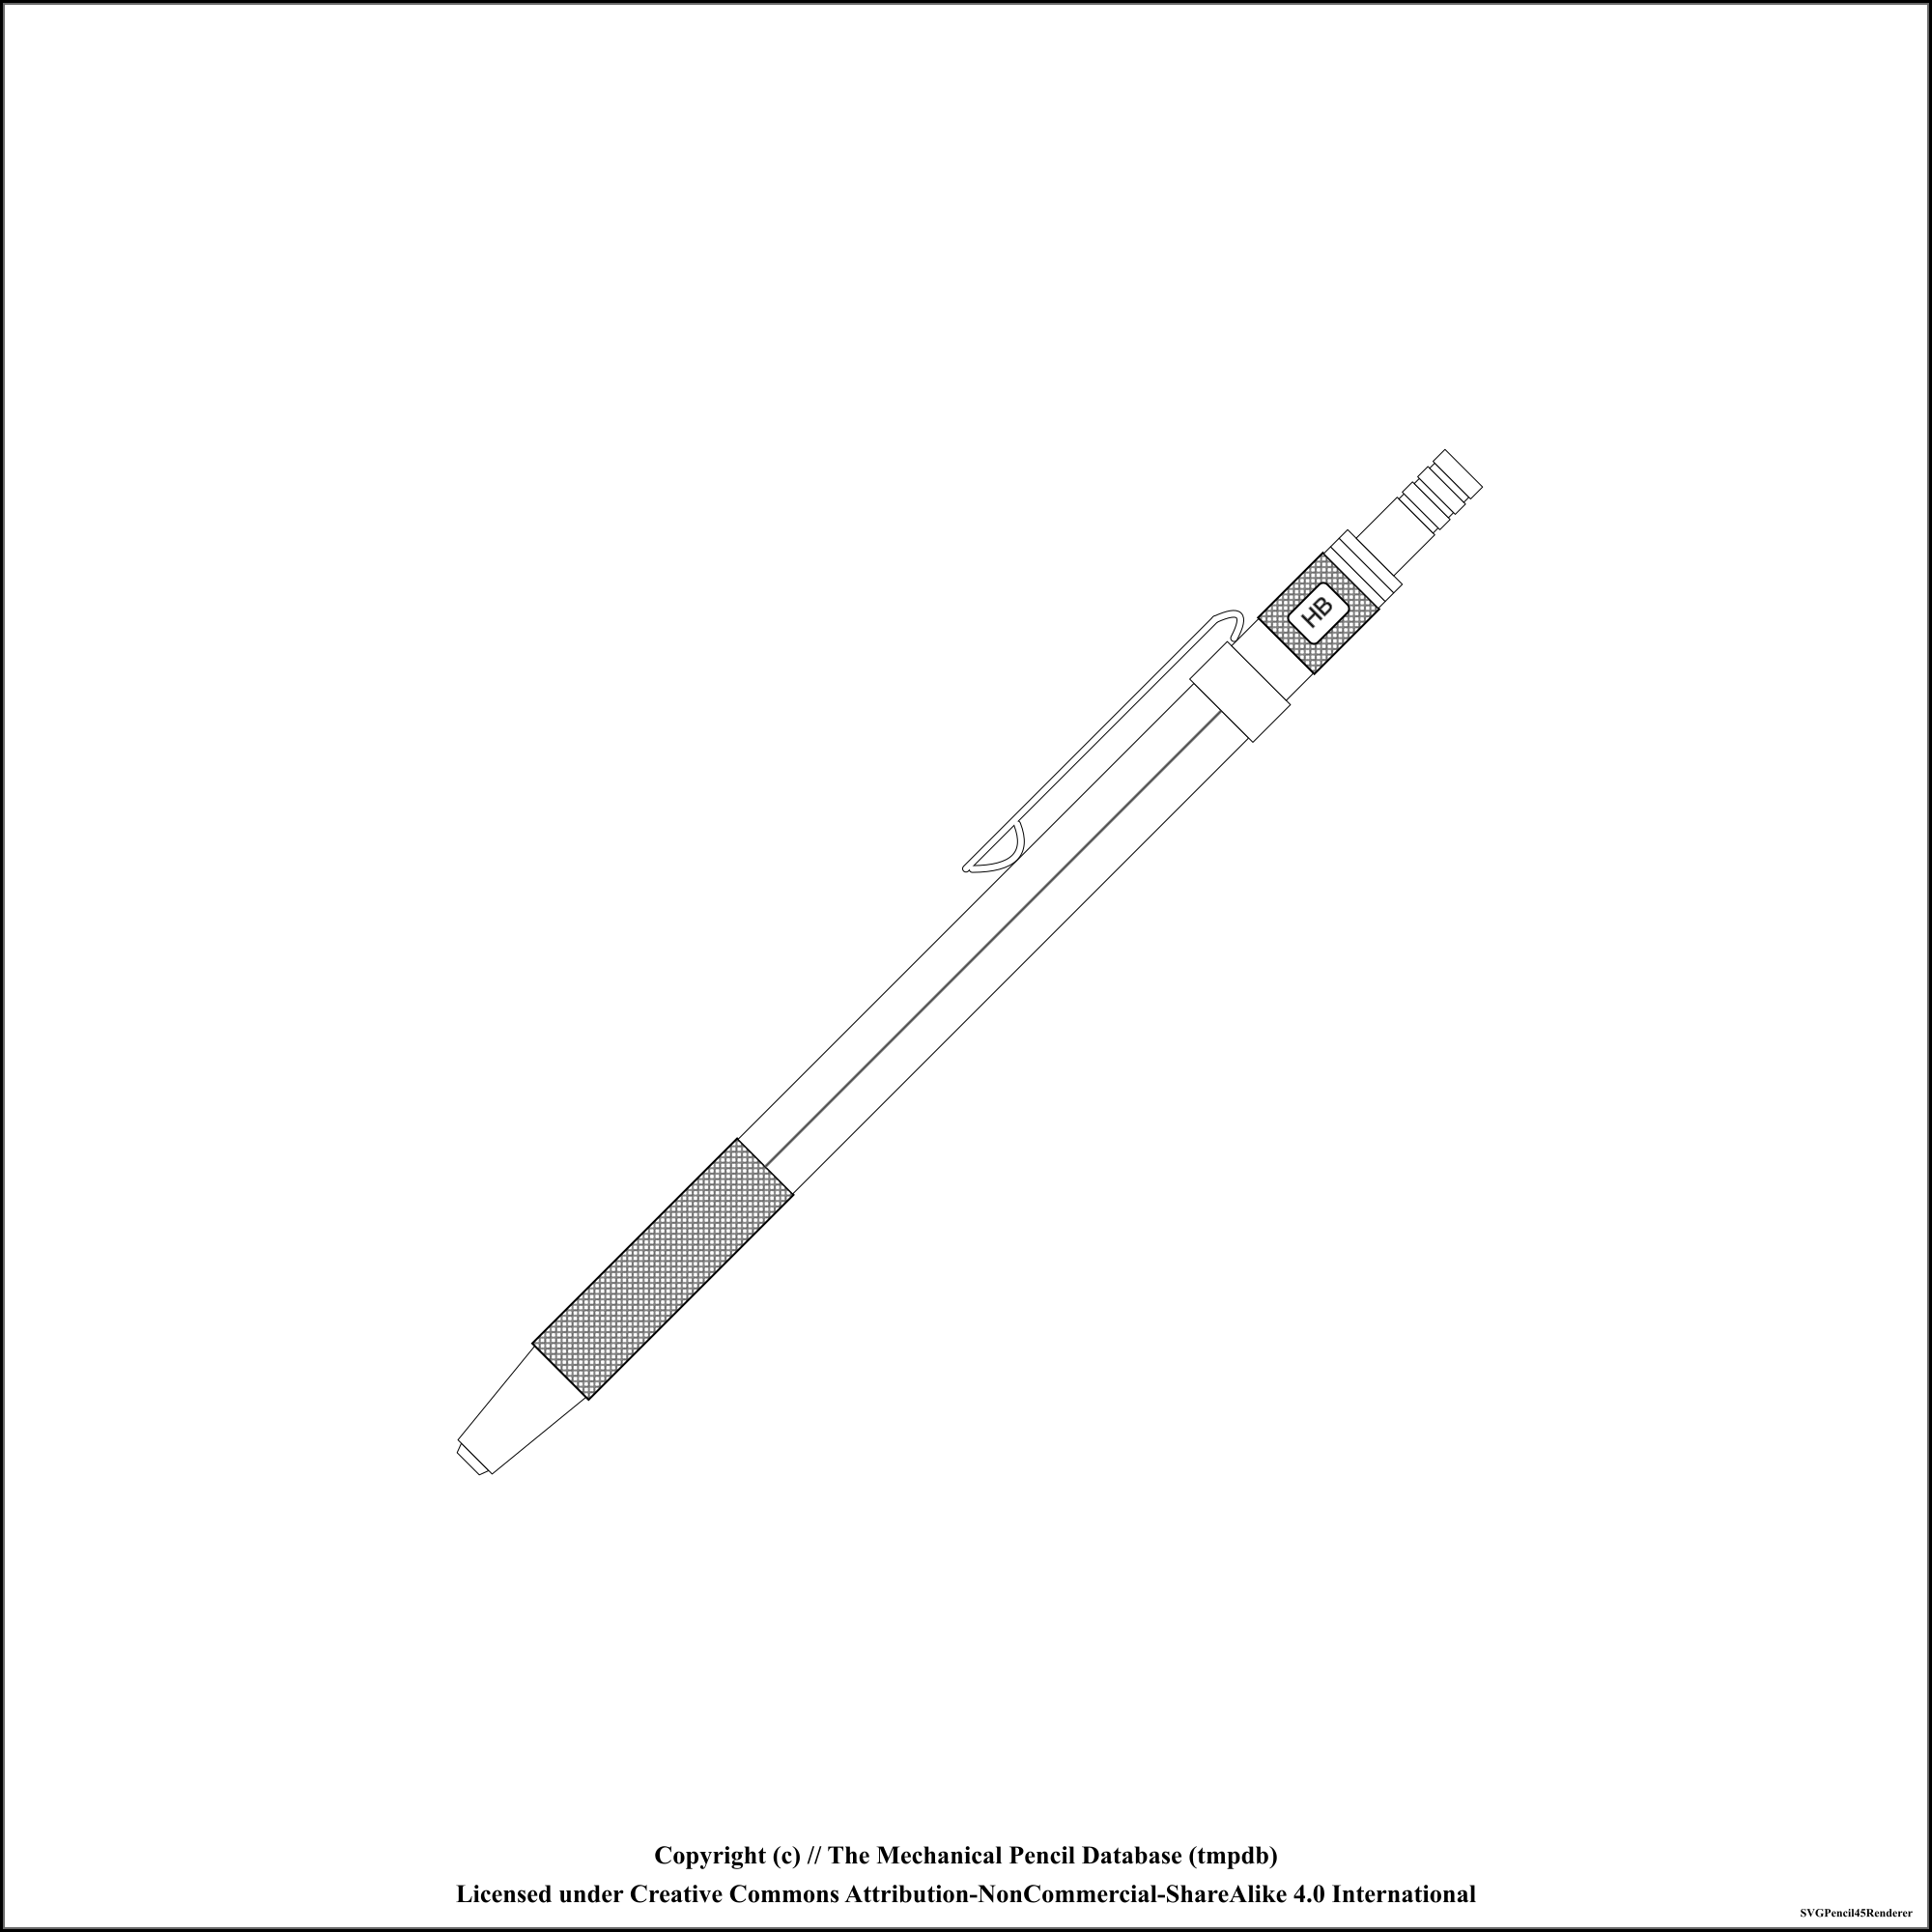 HB
Copyright (c) // The Mechanical Pencil Database (tmpdb)
Licensed under Creative Commons Attribution-NonCommercial-ShareAlike 4.0 International
SVGPencil45Renderer